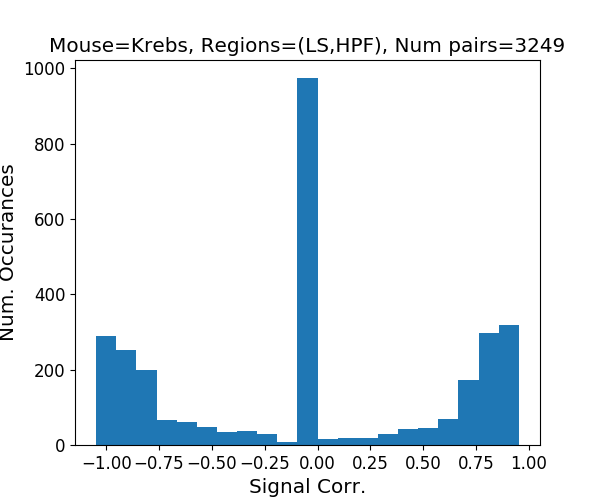 Mouse=Krebs, Regions=(LS,HPF), Num pairs=3249
1000
800
600
400
200
0
Num. Occurances
−1.00 −0.75 −0.50 −0.25 0.00 0.25 0.50 0.75 1.00
Signal Corr.